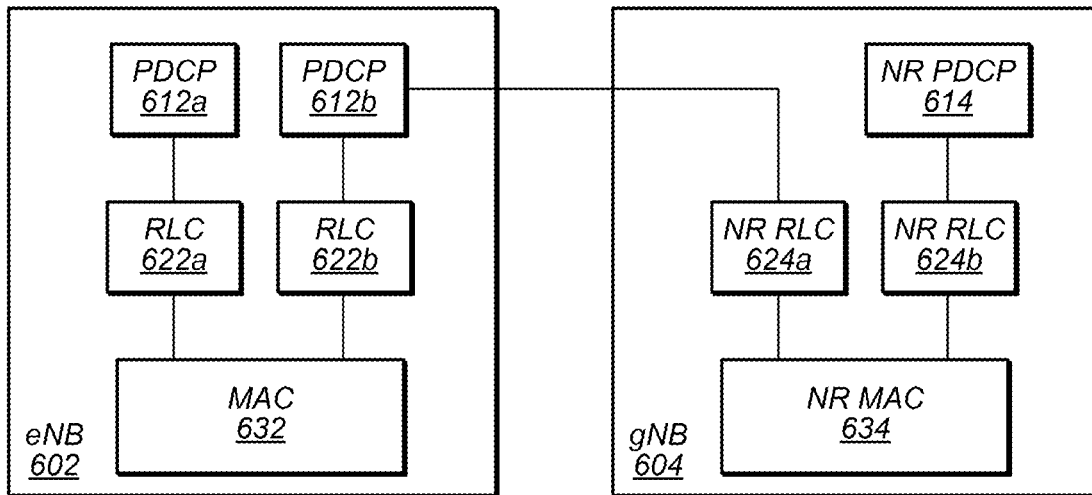 PDCP
612a
PDCP
612b
NR PDCP
614
RLC
622a
RLC
622b
NR RLC
624a
NR RLC
624b
MAC
632
NR MAC
634
eNB
602
gNB
604